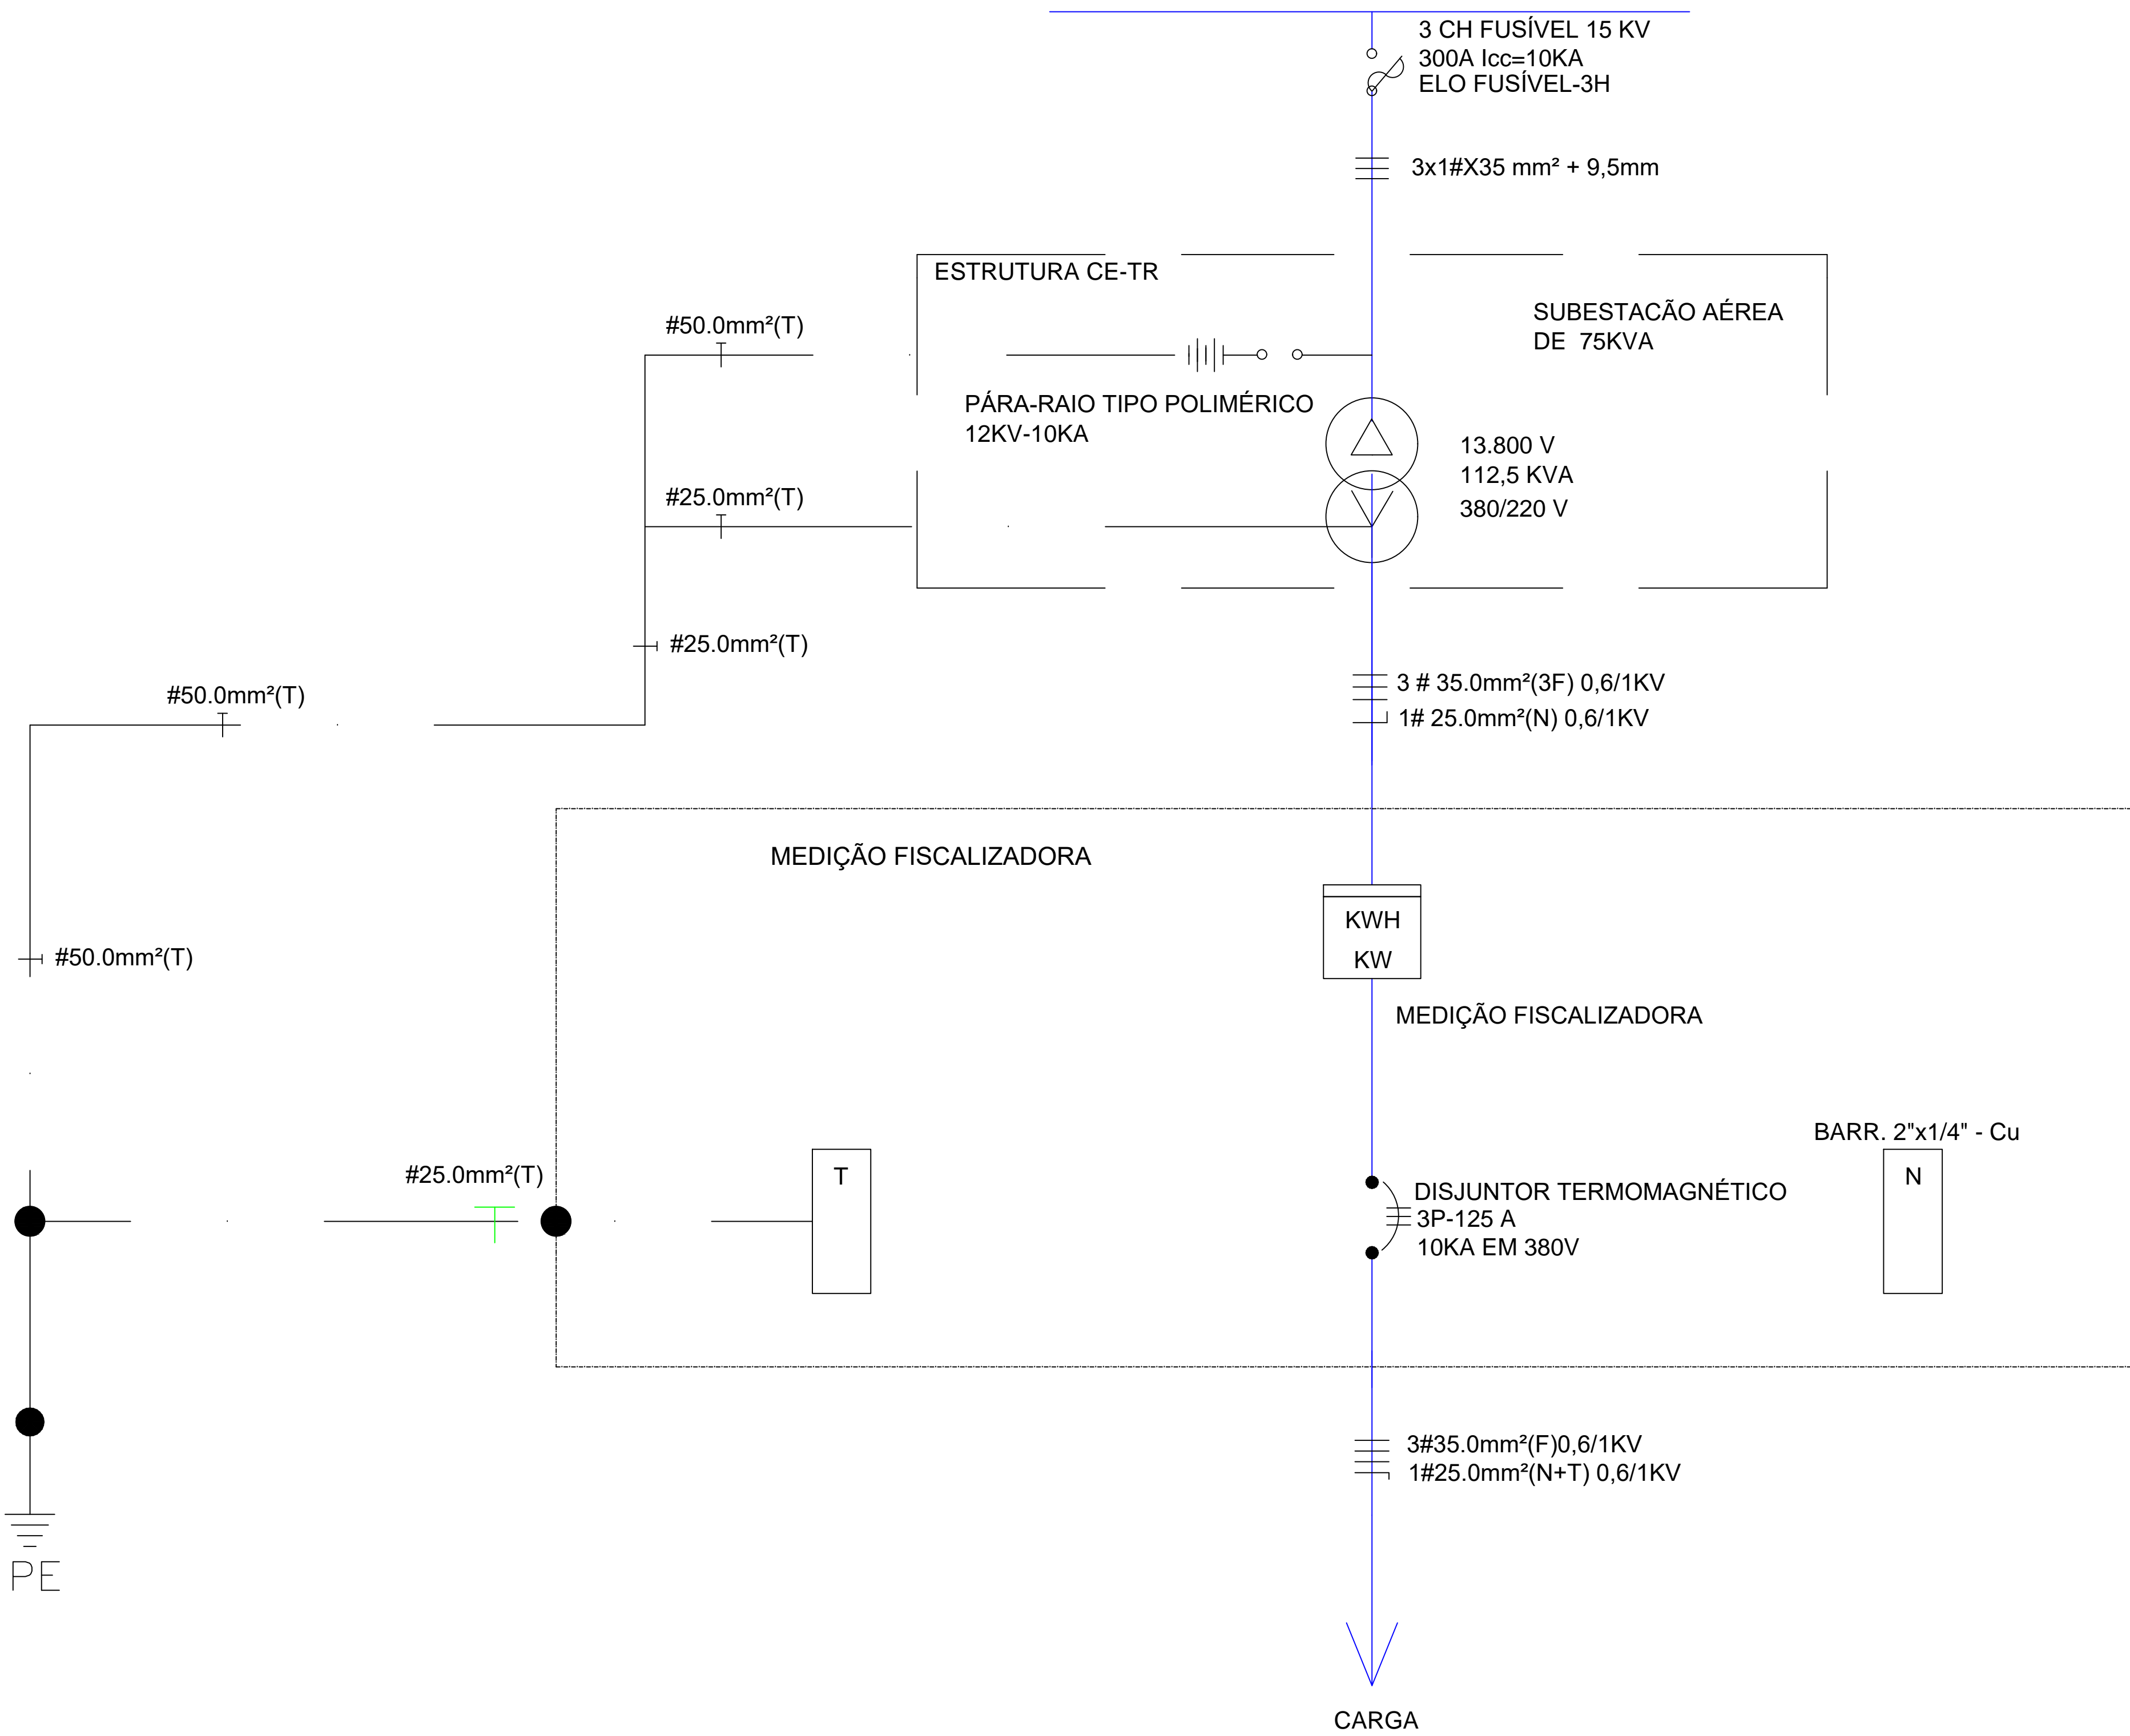 3 CH FUSÍVEL 15 KV
300A Icc=10KA
ELO FUSÍVEL-3H
3x1#X35 mm² + 9,5mm
ESTRUTURA CE-TR
SUBESTACÃO AÉREA
DE 75KVA
#50.0mm²(T)
PÁRA-RAIO TIPO POLIMÉRICO
12KV-10KA
13.800 V
112,5 KVA
380/220 V
#25.0mm²(T)
#25.0mm²(T)
#50.0mm²(T)
3 # 35.0mm²(3F) 0,6/1KV
1# 25.0mm²(N) 0,6/1KV
MEDIÇÃO FISCALIZADORA
KWH
KW
#50.0mm²(T)
MEDIÇÃO FISCALIZADORA
BARR. 2"x1/4" - Cu
#25.0mm²(T)
T
N
DISJUNTOR TERMOMAGNÉTICO
3P-125 A
10KA EM 380V
3#35.0mm²(F)0,6/1KV
1#25.0mm²(N+T) 0,6/1KV
PE
CARGA